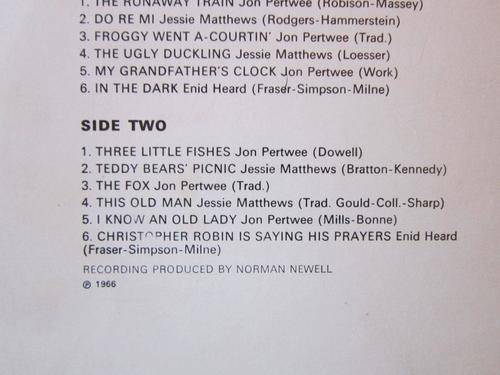 1. THE RUNAWAY TRAIN Jon Pertwee (Robison-Massey)
2. DO RE MI Jessie Matthews (Rodgers-Hammerstein)
3. FROGGY WENT A-COURTIN' Jon Pertwee (Trad.)
4. THE UGLY DUCKLING Jessie Matthews (Loesser)
5. MY GRANDFATHER'S CLOCK Jon Pertwee (Work)
6. IN THE DARK Enid Heard (Fraser-Simpson-Milne)
SIDE TWO
1. THREE LITTLE FISHES Jon Pertwee (Dowell)
2. TEDDY BEARS' PICNIC Jessie Matthews (Bratton-Kennedy)
3. THE FOX Jon Pertwee (Trad.)
4. THIS OLD MAN Jessie Matthews (Trad. Gould-Coll.-Sharp)
5. I KNOW AN OLD LADY Jon Pertwee (Mills-Bonne)
6. CHRISTOPHER ROBIN IS SAYING HIS PRAYERS Enid Heard
(Fraser-Simpson-Milne)
RECORDING PRODUCED BY NORMAN NEWELL
℗ 1966